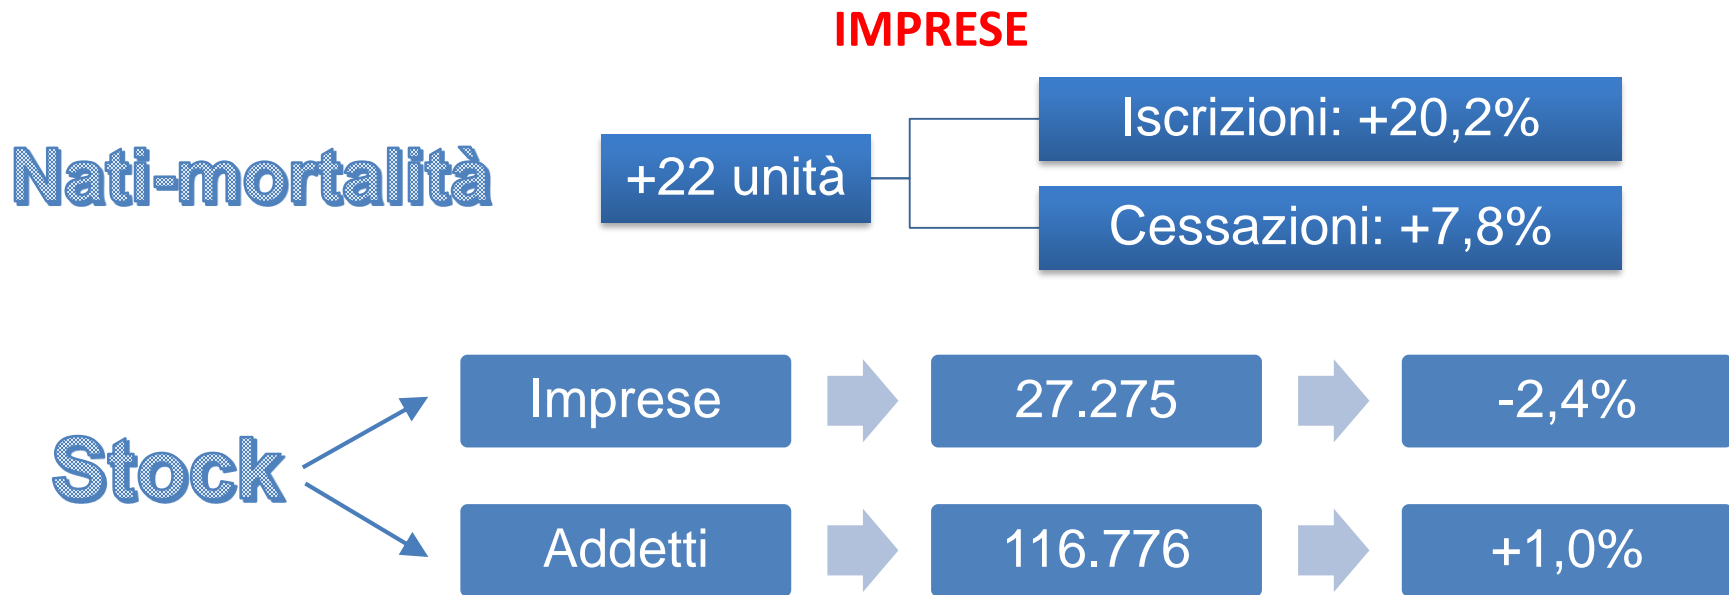 IMPRESE
Nati-mortalità
+22 unità
Iscrizioni: +20,2%
Cessazioni: +7,8%
Stock
Imprese
27.275
-2,4%
Addetti
116.776
+1,0%